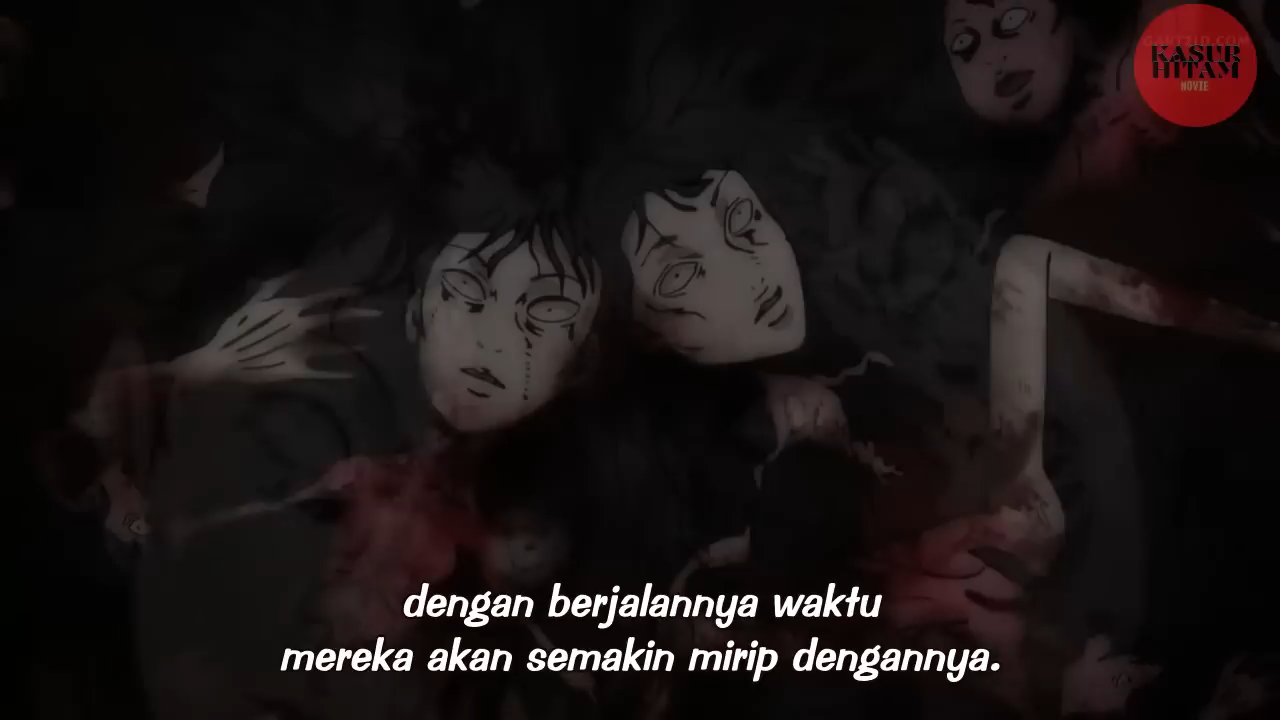 KASUR
HITAM
MOVIE
dengan berjalannya waktu
mereka akan semakin mirip dengannya.